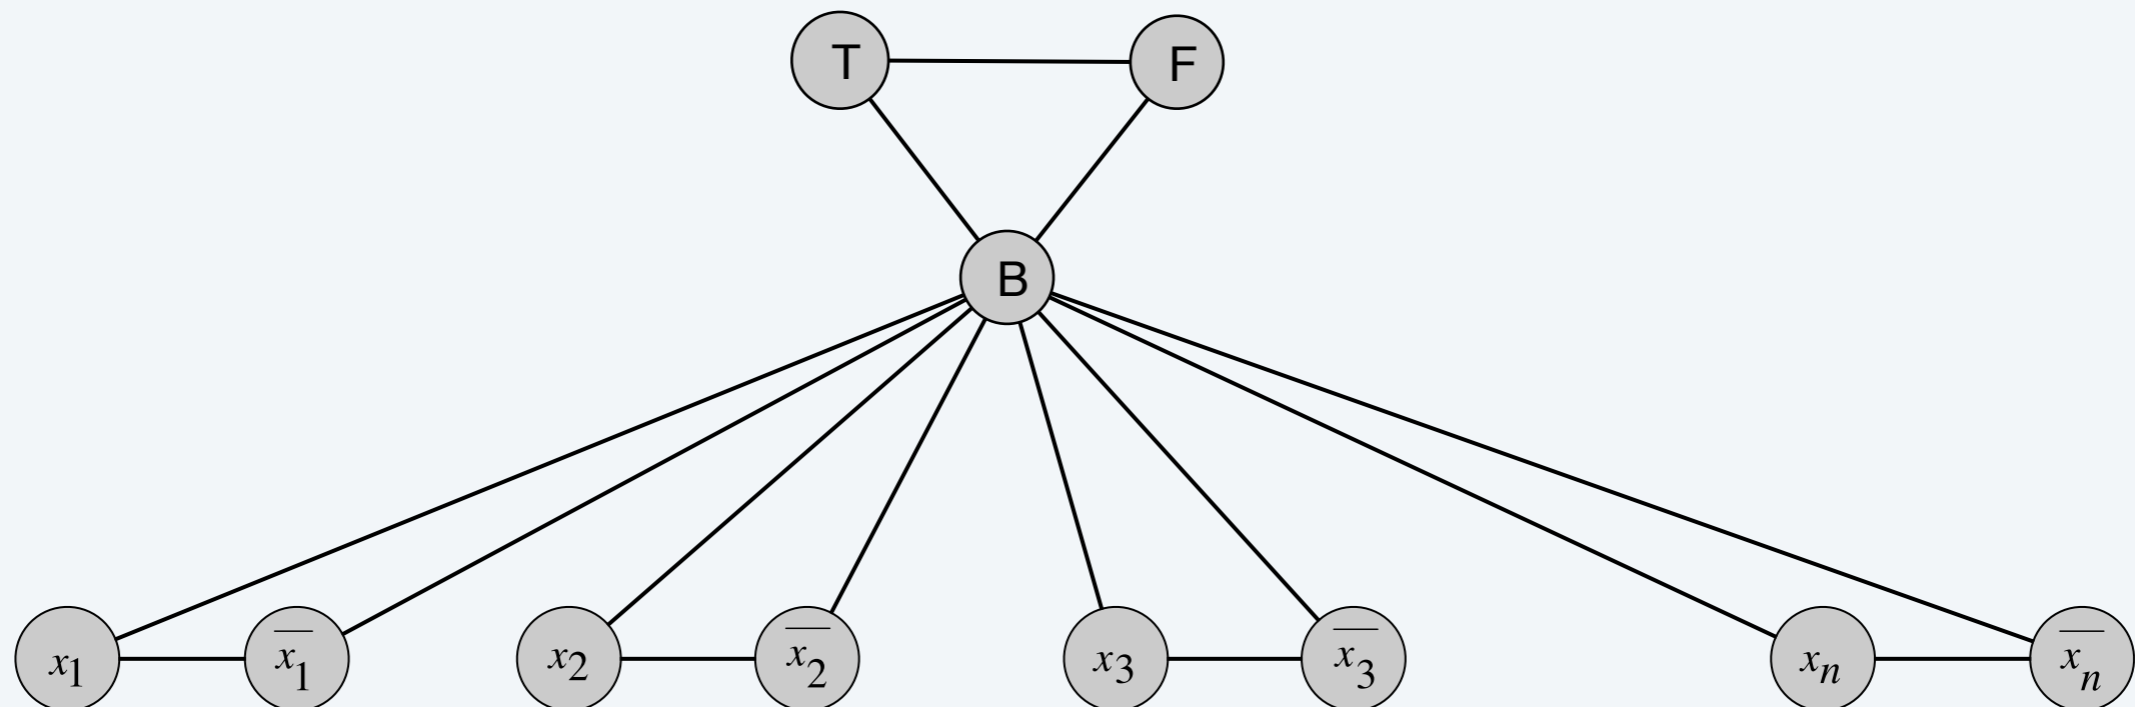 T F
B
x₁ x̅₁ x₂ x̅₂ x₃ x̅₃ xₙ x̅ₙ